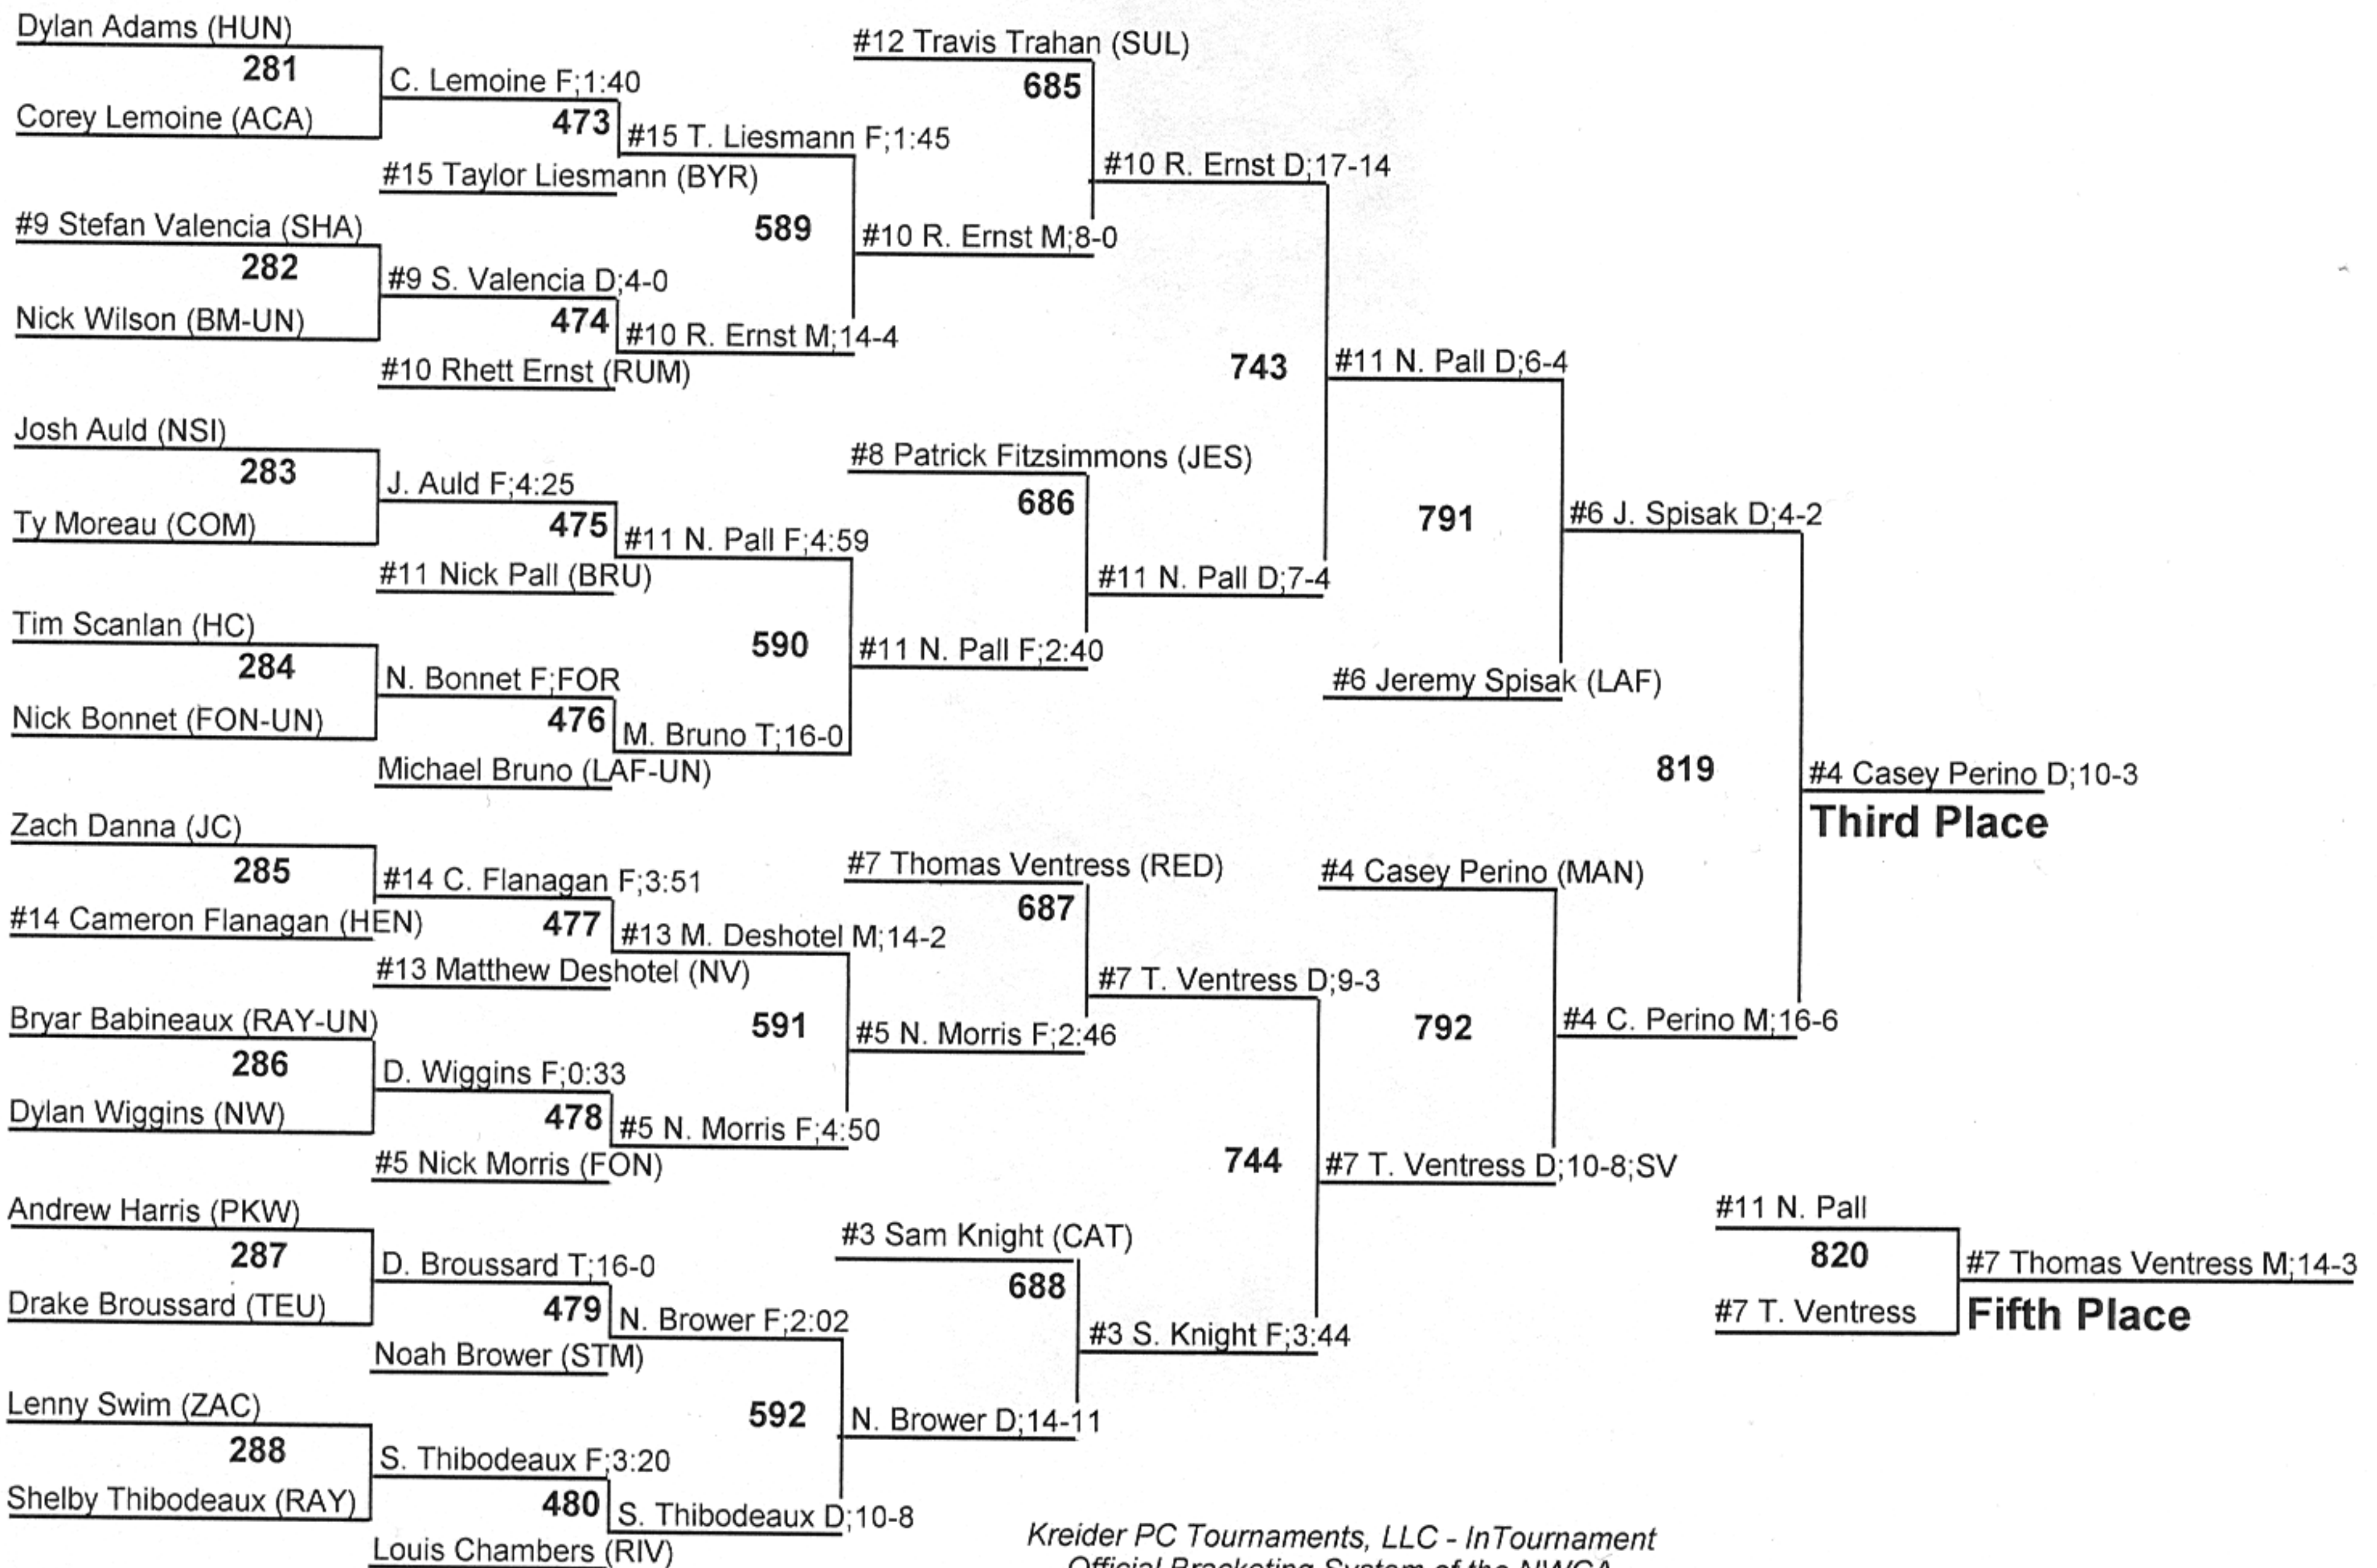 Dylan Adams (HUN)
281
Corey Lemoine (ACA)
C. Lemoine F;1:40
473
#15 Taylor Liesmann (BYR)
#15 T. Liesmann F;1:45
#9 Stefan Valencia (SHA)
282
Nick Wilson (BM-UN)
#9 S. Valencia D;4-0
474
#10 Rhett Ernst (RUM)
#10 R. Ernst M;14-4
589
#10 R. Ernst M;8-0
#12 Travis Trahan (SUL)
685
#10 R. Ernst D;17-14
Josh Auld (NSI)
283
Ty Moreau (COM)
J. Auld F;4:25
475
#11 Nick Pall (BRU)
#11 N. Pall F;4:59
Tim Scanlan (HC)
284
Nick Bonnet (FON-UN)
N. Bonnet F;FOR
476
Michael Bruno (LAF-UN)
M. Bruno T;16-0
590
#11 N. Pall F;2:40
#8 Patrick Fitzsimmons (JES)
686
#11 N. Pall D;7-4
743
#11 N. Pall D;6-4
791
#6 Jeremy Spisak (LAF)
#6 J. Spisak D;4-2
Zach Danna (JC)
285
#14 Cameron Flanagan (HEN)
#14 C. Flanagan F;3:51
477
#13 Matthew Deshotel (NV)
#13 M. Deshotel M;14-2
Bryar Babineaux (RAY-UN)
286
Dylan Wiggins (NW)
D. Wiggins F;0:33
478
#5 Nick Morris (FON)
#5 N. Morris F;4:50
591
#5 N. Morris F;2:46
#7 Thomas Ventress (RED)
687
#7 T. Ventress D;9-3
Andrew Harris (PKW)
287
Drake Broussard (TEU)
D. Broussard T;16-0
479
Noah Brower (STM)
N. Brower F;2:02
Lenny Swim (ZAC)
288
Shelby Thibodeaux (RAY)
S. Thibodeaux F;3:20
480
Louis Chambers (RIV)
S. Thibodeaux D;10-8
592
N. Brower D;14-11
#3 Sam Knight (CAT)
688
#3 S. Knight F;3:44
744
#7 T. Ventress D;10-8;SV
#4 Casey Perino (MAN)
792
#4 C. Perino M;16-6
819
#4 Casey Perino D;10-3
Third Place
#11 N. Pall
820
#7 T. Ventress
#7 Thomas Ventress M;14-3
Fifth Place
Kreider PC Tournaments, LLC - InTournament
Official Bracketing System of the NWCA